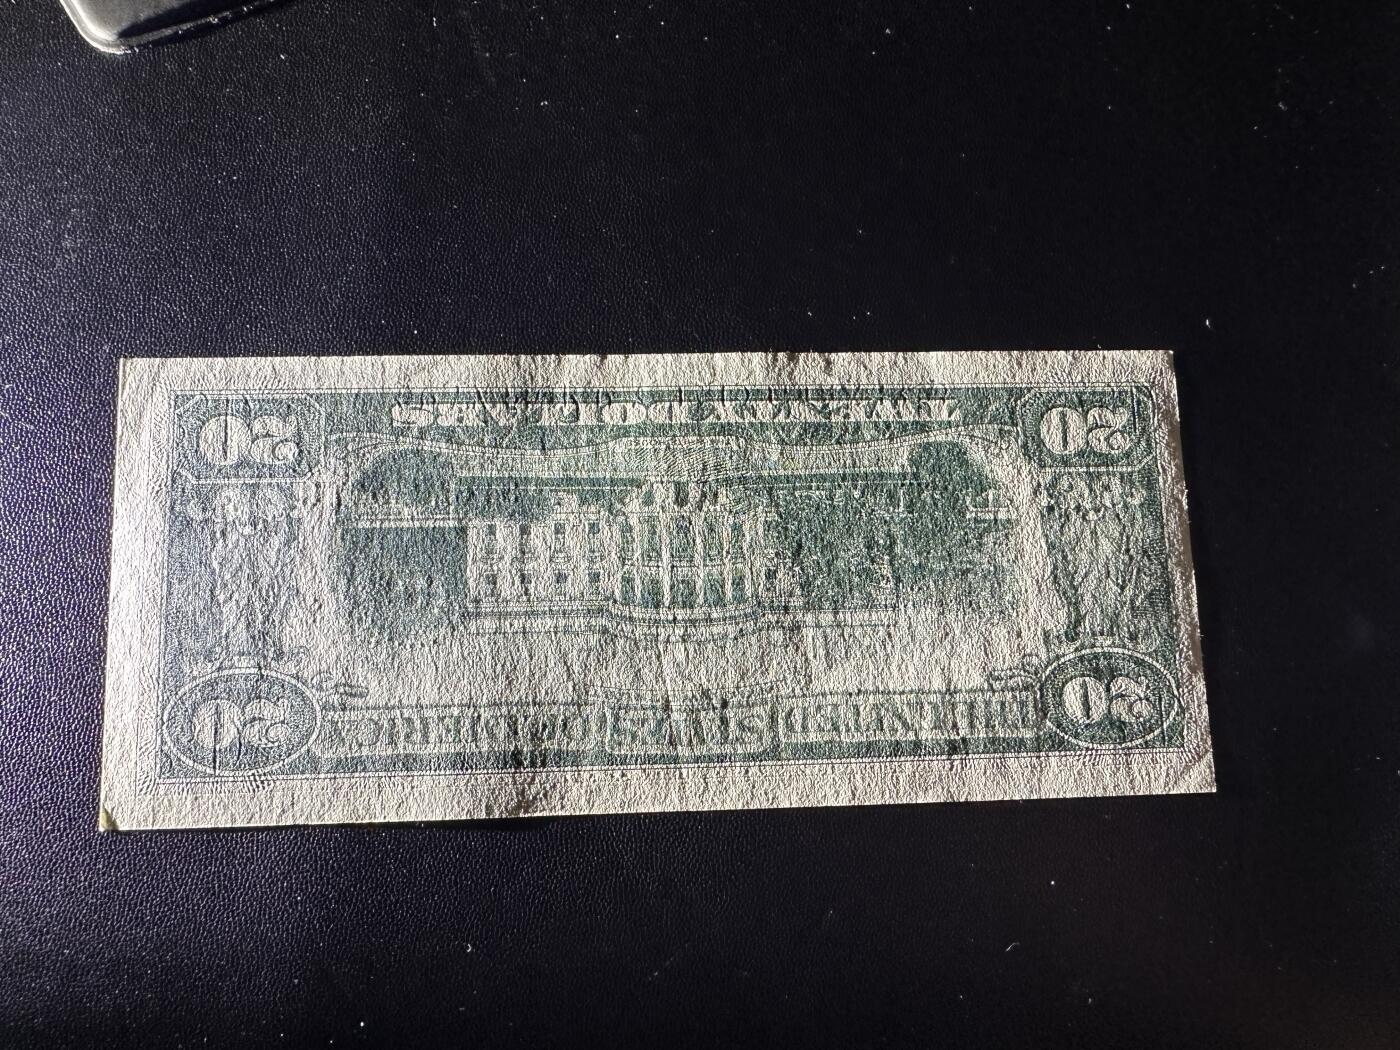 20 THE UNITED STATES OF AMERICA 20
20 20
TWENTY DOLLARS